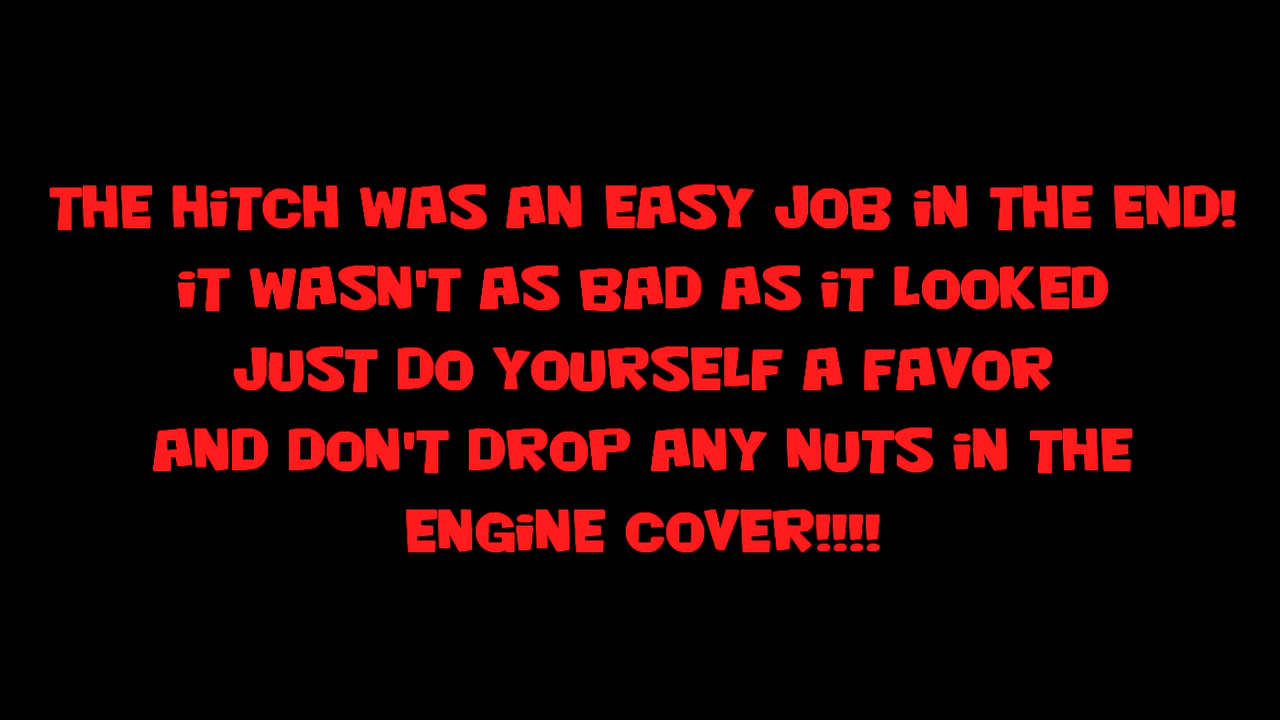 THE HiTCH WAS AN EASY JOB iN THE END!
iT WASN'T AS BAD AS iT LOOKED
JUST DO YOURSELF A FAVOR
AND DON'T DROP ANY NUTS iN THE
ENGiNE COVER!!!!